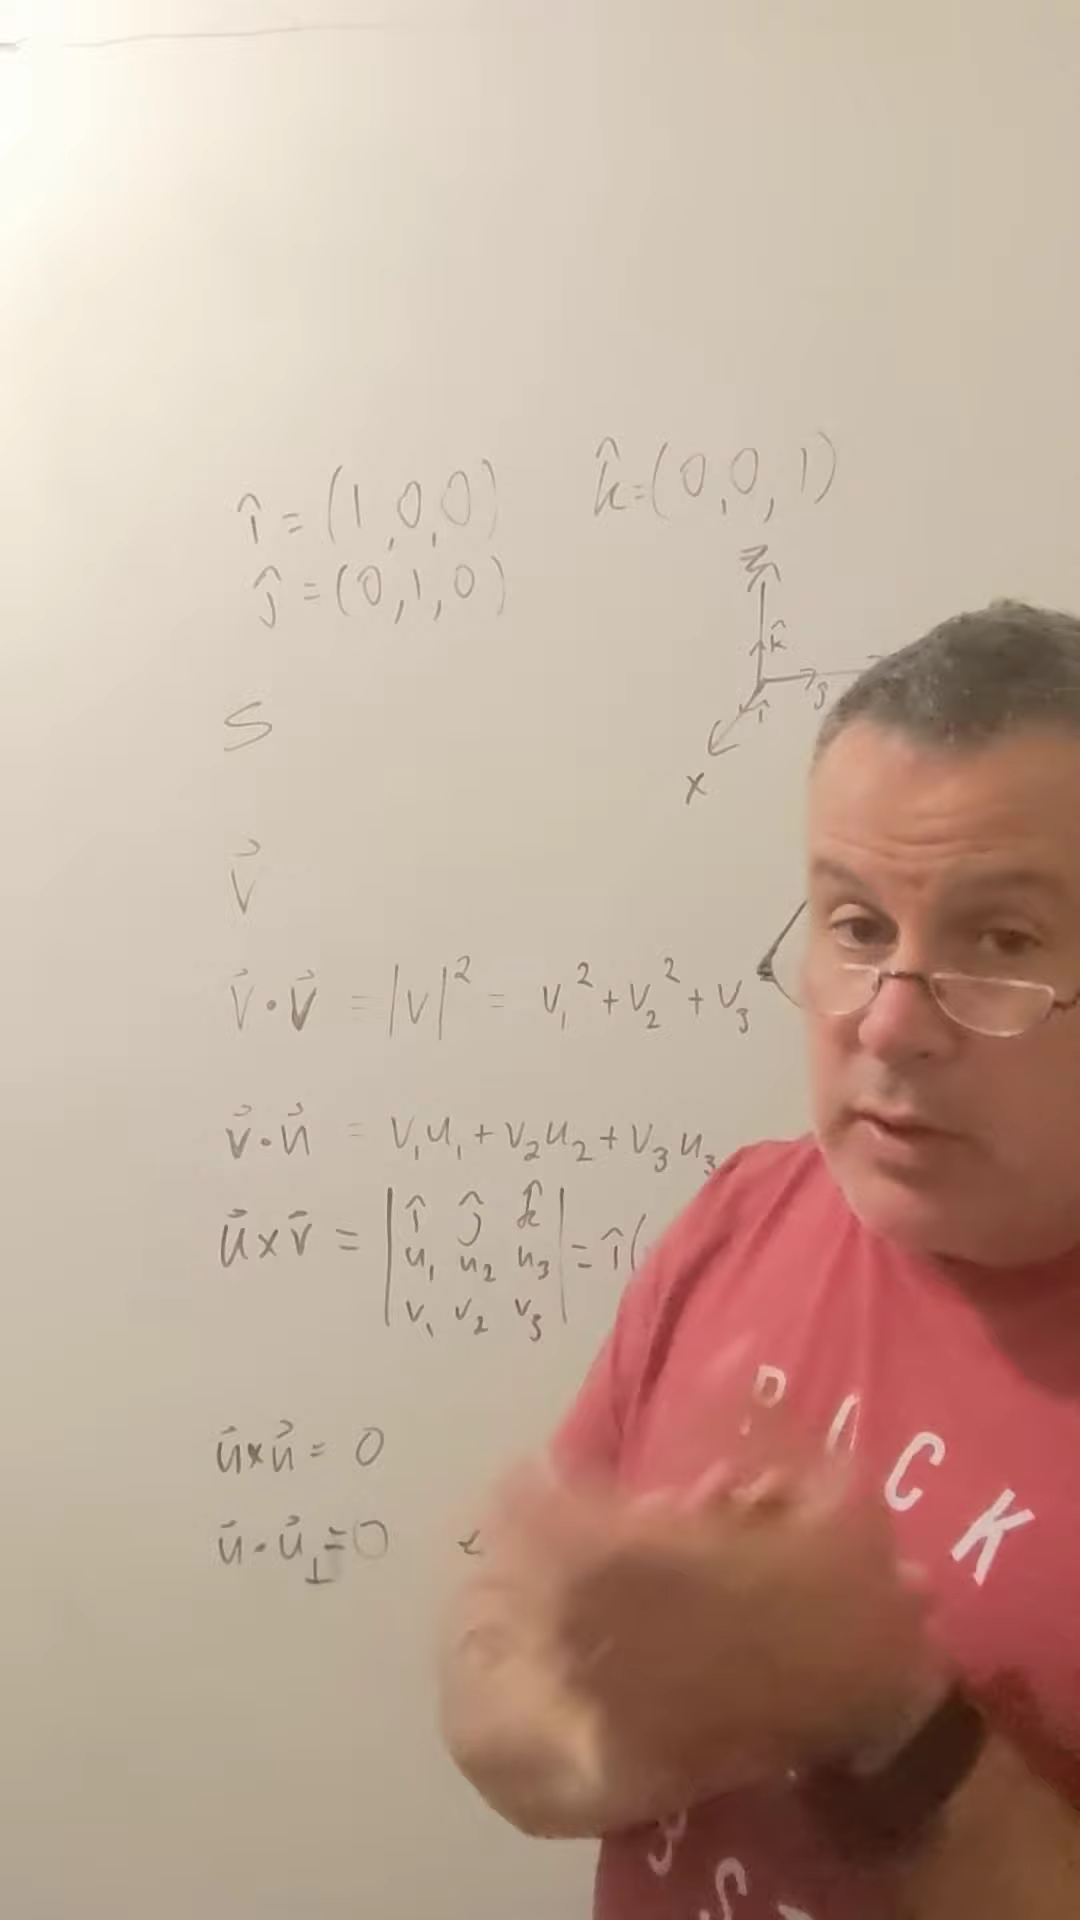 î = (1,0,0)
k̂=(0,0,1)
ĵ = (0,1,0)
z
k̂
ĵ
î
x
S
v⃗
v⃗ · v⃗ = |v|² = v₁² + v₂² + v₃
v⃗ · u⃗ = v₁u₁ + v₂u₂ + v₃u₃
u⃗ × v⃗ = | î ĵ k̂ | = î(
u₁ u₂ u₃
v₁ v₂ v₃
u⃗ × u⃗ = 0
u⃗ · u⃗⊥ = 0
R O C K
S